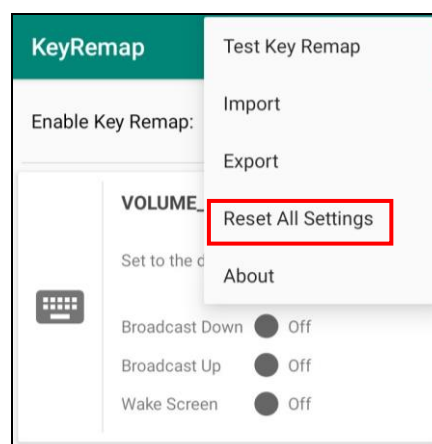 KeyRemap
Test Key Remap
Import
Enable Key Remap:
Export
VOLUME_
Reset All Settings
Set to the d
About
Broadcast Down Off
Broadcast Up Off
Wake Screen Off